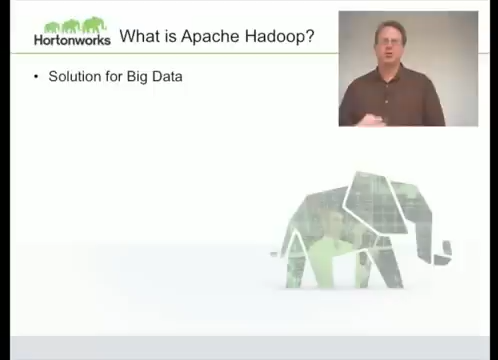 Hortonworks
What is Apache Hadoop?
• Solution for Big Data